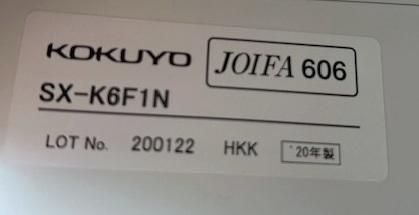 KOKUYO JOIFA 606
SX-K6F1N
LOT No. 200122 HKK '20年製